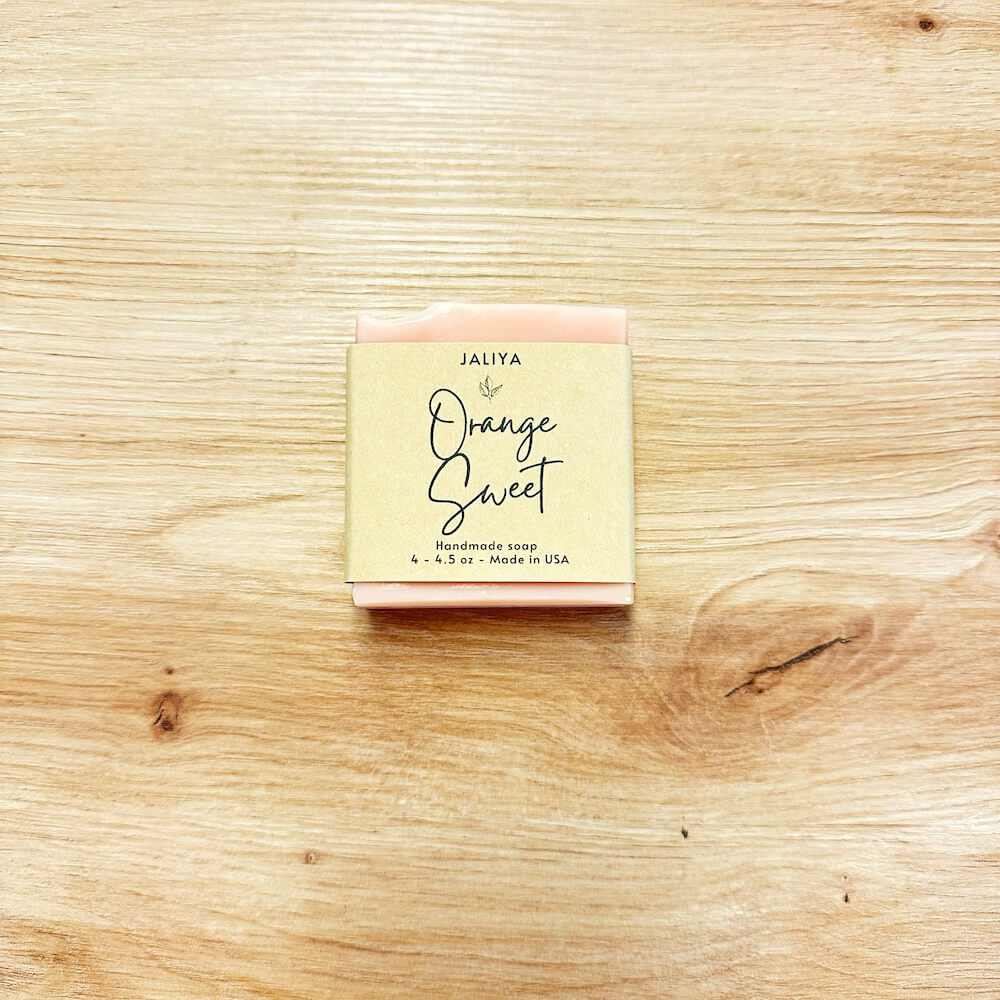 JALIYA
Orange
Sweet
Handmade soap
4 - 4.5 oz - Made in USA